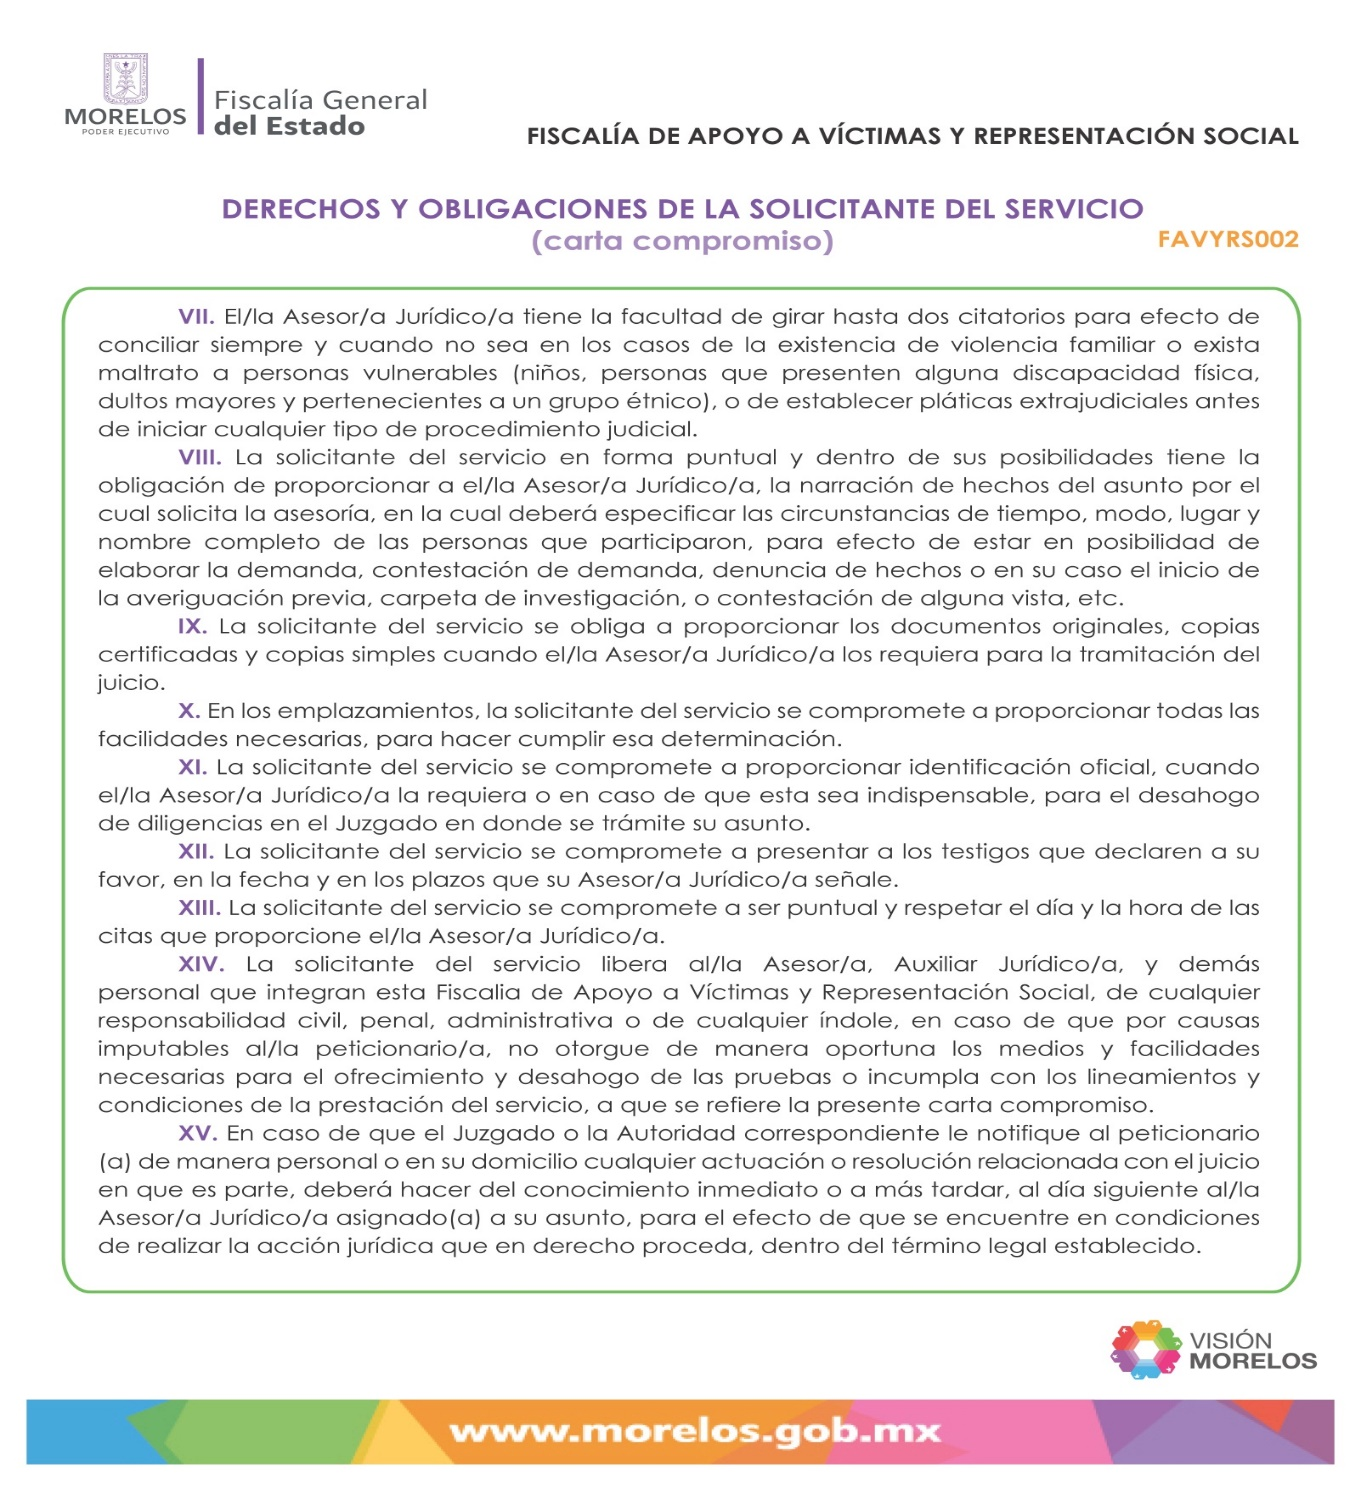 MORELOS
PODER EJECUTIVO
Fiscalía General
del Estado
FISCALÍA DE APOYO A VÍCTIMAS Y REPRESENTACIÓN SOCIAL
DERECHOS Y OBLIGACIONES DE LA SOLICITANTE DEL SERVICIO
(carta compromiso)
FAVYRS002
VII. El/la Asesor/a Jurídico/a tiene la facultad de girar hasta dos citatorios para efecto de
conciliar siempre y cuando no sea en los casos de la existencia de violencia familiar o exista
maltrato a personas vulnerables (niños, personas que presenten alguna discapacidad física,
dultos mayores y pertenecientes a un grupo étnico), o de establecer pláticas extrajudiciales antes
de iniciar cualquier tipo de procedimiento judicial.
VIII. La solicitante del servicio en forma puntual y dentro de sus posibilidades tiene la
obligación de proporcionar a el/la Asesor/a Jurídico/a, la narración de hechos del asunto por el
cual solicita la asesoría, en la cual deberá especificar las circunstancias de tiempo, modo, lugar y
nombre completo de las personas que participaron, para efecto de estar en posibilidad de
elaborar la demanda, contestación de demanda, denuncia de hechos o en su caso el inicio de
la averiguación previa, carpeta de investigación, o contestación de alguna vista, etc.
IX. La solicitante del servicio se obliga a proporcionar los documentos originales, copias
certificadas y copias simples cuando el/la Asesor/a Jurídico/a los requiera para la tramitación del
juicio.
X. En los emplazamientos, la solicitante del servicio se compromete a proporcionar todas las
facilidades necesarias, para hacer cumplir esa determinación.
XI. La solicitante del servicio se compromete a proporcionar identificación oficial, cuando
el/la Asesor/a Jurídico/a la requiera o en caso de que esta sea indispensable, para el desahogo
de diligencias en el Juzgado en donde se trámite su asunto.
XII. La solicitante del servicio se compromete a presentar a los testigos que declaren a su
favor, en la fecha y en los plazos que su Asesor/a Jurídico/a señale.
XIII. La solicitante del servicio se compromete a ser puntual y respetar el día y la hora de las
citas que proporcione el/la Asesor/a Jurídico/a.
XIV. La solicitante del servicio libera al/la Asesor/a, Auxiliar Jurídico/a, y demás
personal que integran esta Fiscalia de Apoyo a Víctimas y Representación Social, de cualquier
responsabilidad civil, penal, administrativa o de cualquier índole, en caso de que por causas
imputables al/la peticionario/a, no otorgue de manera oportuna los medios y facilidades
necesarias para el ofrecimiento y desahogo de las pruebas o incumpla con los lineamientos y
condiciones de la prestación del servicio, a que se refiere la presente carta compromiso.
XV. En caso de que el Juzgado o la Autoridad correspondiente le notifique al peticionario
(a) de manera personal o en su domicilio cualquier actuación o resolución relacionada con el juicio
en que es parte, deberá hacer del conocimiento inmediato o a más tardar, al día siguiente al/la
Asesor/a Jurídico/a asignado(a) a su asunto, para el efecto de que se encuentre en condiciones
de realizar la acción jurídica que en derecho proceda, dentro del término legal establecido.
VISIÓN
MORELOS
www.morelos.gob.mx